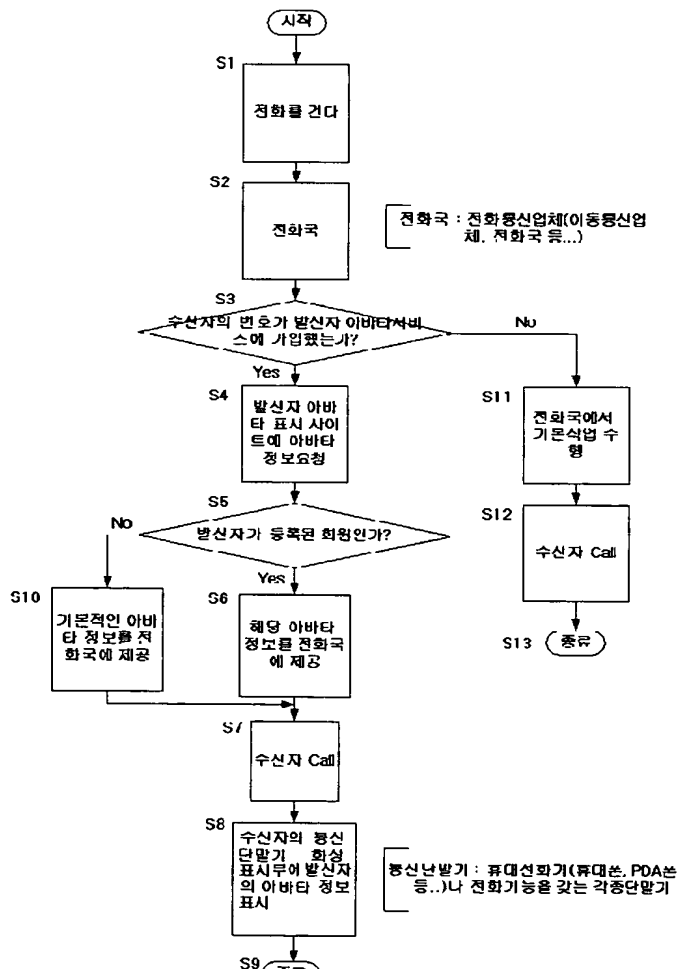 시작
S1
전화를 건다
S2
전화국
전화국 : 전화통신업체(이동통신업
체, 전화국 등...)
S3
수신자의 번호가 발신자 아바타서비
스에 가입했는가?
No
Yes
S4
발신자 아바
타 표시 사이
트에 아바타
정보요청
S11
전화국에서
기본작업 수
행
S5
발신자가 등록된 회원인가?
No
Yes
S12
수신자 Call
S10
기본적인 아바
타 정보를 전
화국에 제공
S6
해당 아바타
정보를 전화국
에 제공
S13
종료
S7
수신자 Call
S8
수신자의 통신
단말기 화상
표시부에 발신자
의 아바타 정보
표시
통신단말기 : 휴대전화기(휴대폰, PDA폰
등..)나 전화기능을 갖는 각종단말기
S9